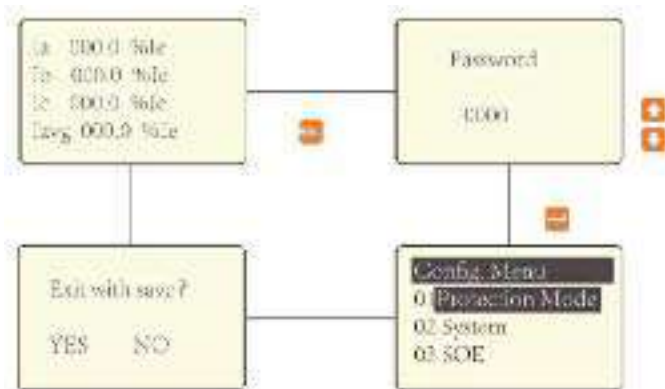 Ia 000.0 %Ie
Ib 000.0 %Ie
Ic 000.0 %Ie
Iavg 000.0 %Ie
Password
0000
Exit with save?
YES NO
Config. Menu
01 Protection Mode
02 System
03 SOE